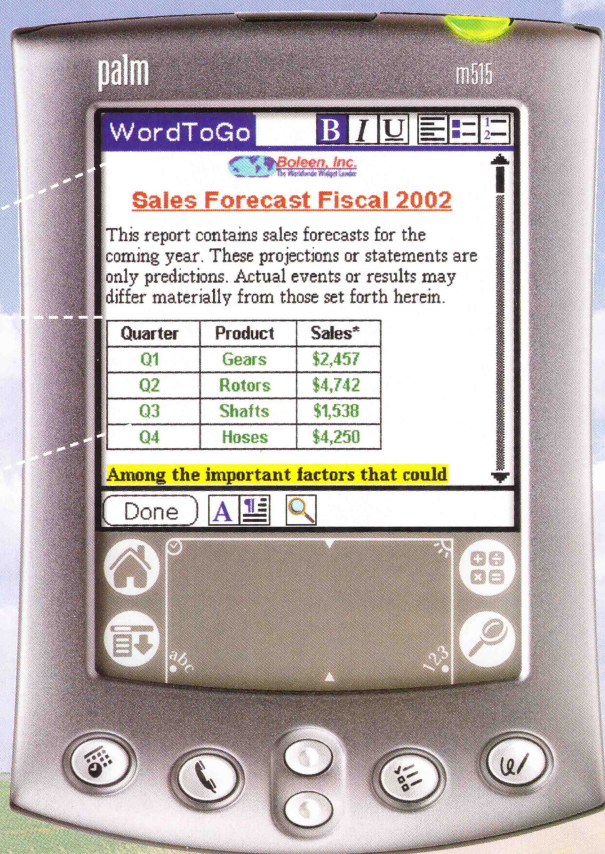 palm m515
WordToGo B I U 1 2
Boleen, Inc.
The Worldwide Widget Leader
Sales Forecast Fiscal 2002
This report contains sales forecasts for the
coming year. These projections or statements are
only predictions. Actual events or results may
differ materially from those set forth herein.
Quarter Product Sales*
Q1 Gears $2,457
Q2 Rotors $4,742
Q3 Shafts $1,538
Q4 Hoses $4,250
Among the important factors that could
Done A
abc 123